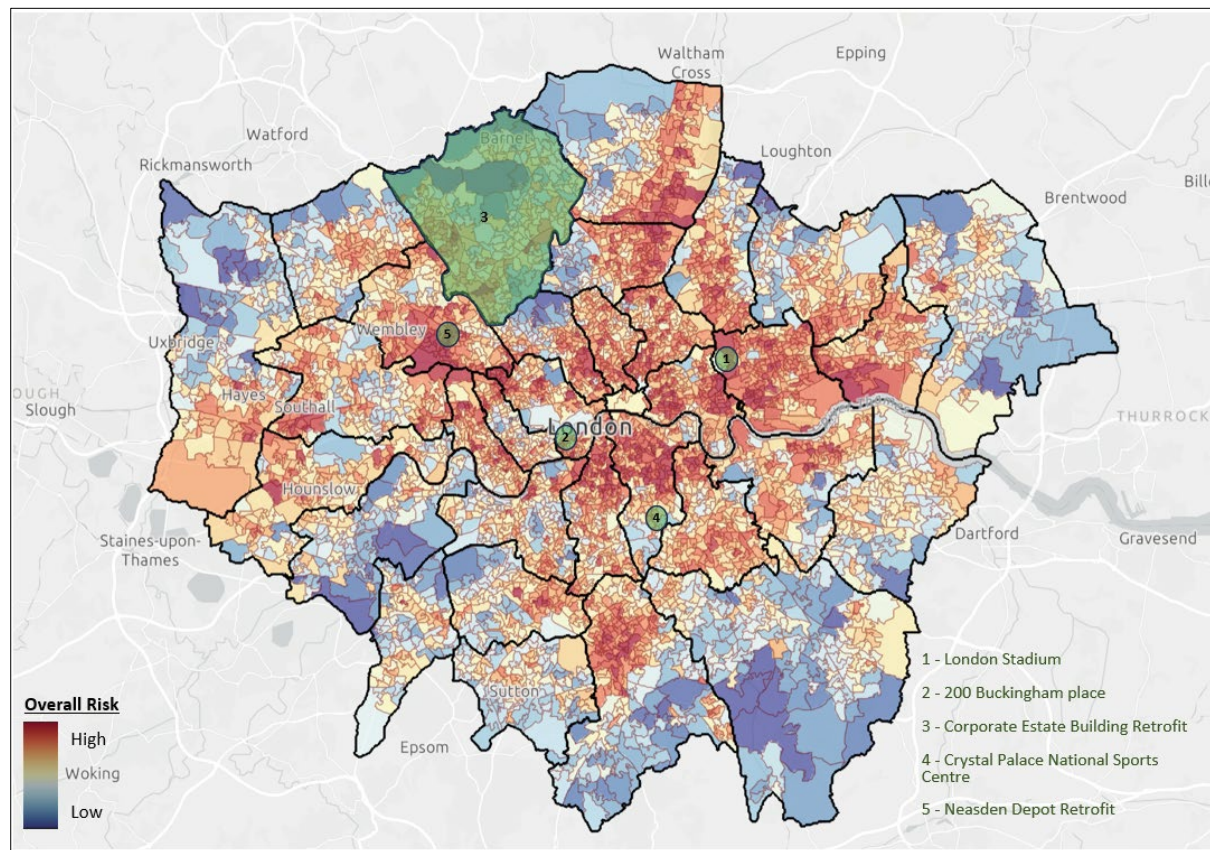 Waltham
Cross
Epping
Watford
Barnet
Loughton
Rickmansworth
Brentwood
3
Wembley
5
Uxbridge
1
Hayes
THURROCK
Slough
Southall
London
2
Hounslow
4
Staines-upon-
Thames
Dartford
Gravesend
1 - London Stadium
Sutton
2 - 200 Buckingham place
Overall Risk
3 - Corporate Estate Building Retrofit
High
Epsom
Woking
4 - Crystal Palace National Sports
Centre
Low
5 - Neasden Depot Retrofit